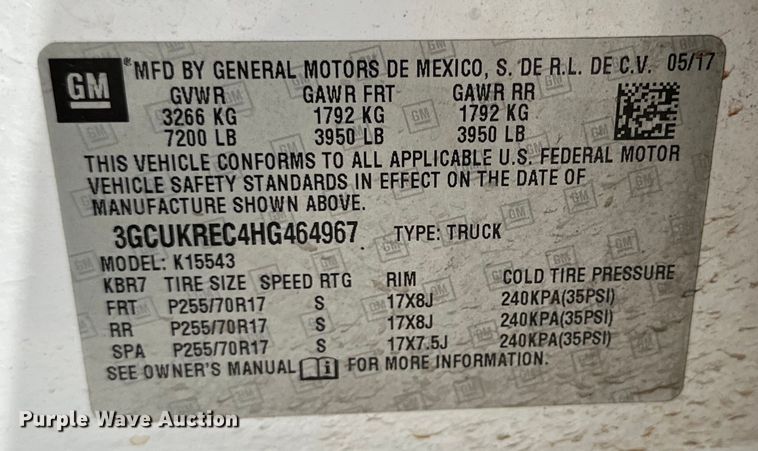 GM ® MFD BY GENERAL MOTORS DE MEXICO, S. DE R.L. DE C.V. 05/17
GVWR GAWR FRT GAWR RR
3266 KG 1792 KG 1792 KG
7200 LB 3950 LB 3950 LB
THIS VEHICLE CONFORMS TO ALL APPLICABLE U.S. FEDERAL MOTOR
VEHICLE SAFETY STANDARDS IN EFFECT ON THE DATE OF
MANUFACTURE SHOWN ABOVE.
3GCUKREC4HG464967 TYPE: TRUCK
MODEL: K15543
KBR7 TIRE SIZE SPEED RTG RIM COLD TIRE PRESSURE
FRT P255/70R17 S 17X8J 240KPA(35PSI)
RR P255/70R17 S 17X8J 240KPA(35PSI)
SPA P255/70R17 S 17X7.5J 240KPA(35PSI)
SEE OWNER'S MANUAL i FOR MORE INFORMATION.
Purple Wave Auction